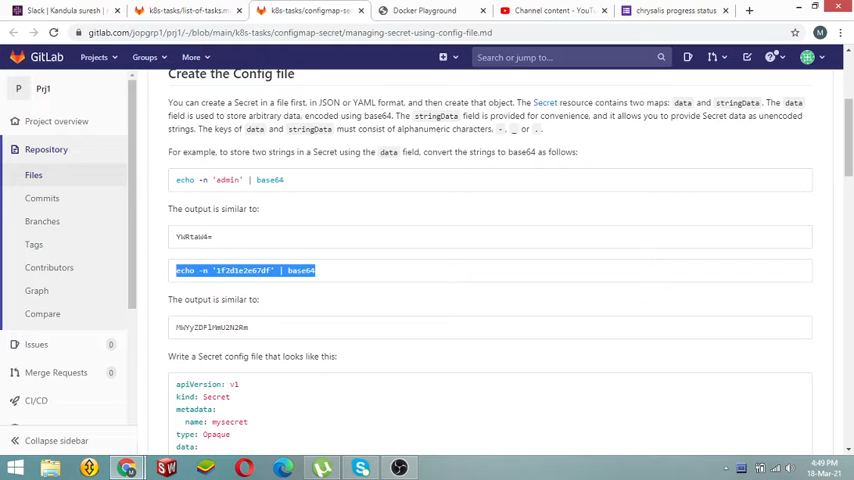 Slack | Kandula suresh |
k8s-tasks/list-of-tasks.m
k8s-tasks/configmap-se
Docker Playground
Channel content - YouT
chrysalis progress status
gitlab.com/jopgrp1/prj1/-/blob/main/k8s-tasks/configmap-secret/managing-secret-using-config-file.md
M
GitLab
Projects
Groups
More
Search or jump to...
P
Prj1
Project overview
Repository
Files
Commits
Branches
Tags
Contributors
Graph
Compare
Issues
0
Merge Requests
0
CI/CD
Collapse sidebar
Create the Config file
You can create a Secret in a file first, in JSON or YAML format, and then create that object. The Secret resource contains two maps: data and stringData. The data
field is used to store arbitrary data, encoded using base64. The stringData field is provided for convenience, and it allows you to provide Secret data as unencoded
strings. The keys of data and stringData must consist of alphanumeric characters, -, _ or .
For example, to store two strings in a Secret using the data field, convert the strings to base64 as follows:
echo -n 'admin' | base64
The output is similar to:
YWRtaW4=
echo -n '1f2d1e2e67df' | base64
The output is similar to:
MWYyZDFlMmU2N2Rm
Write a Secret config file that looks like this:
apiVersion: v1
kind: Secret
metadata:
name: mysecret
type: Opaque
data:
4:49 PM
18-Mar-21